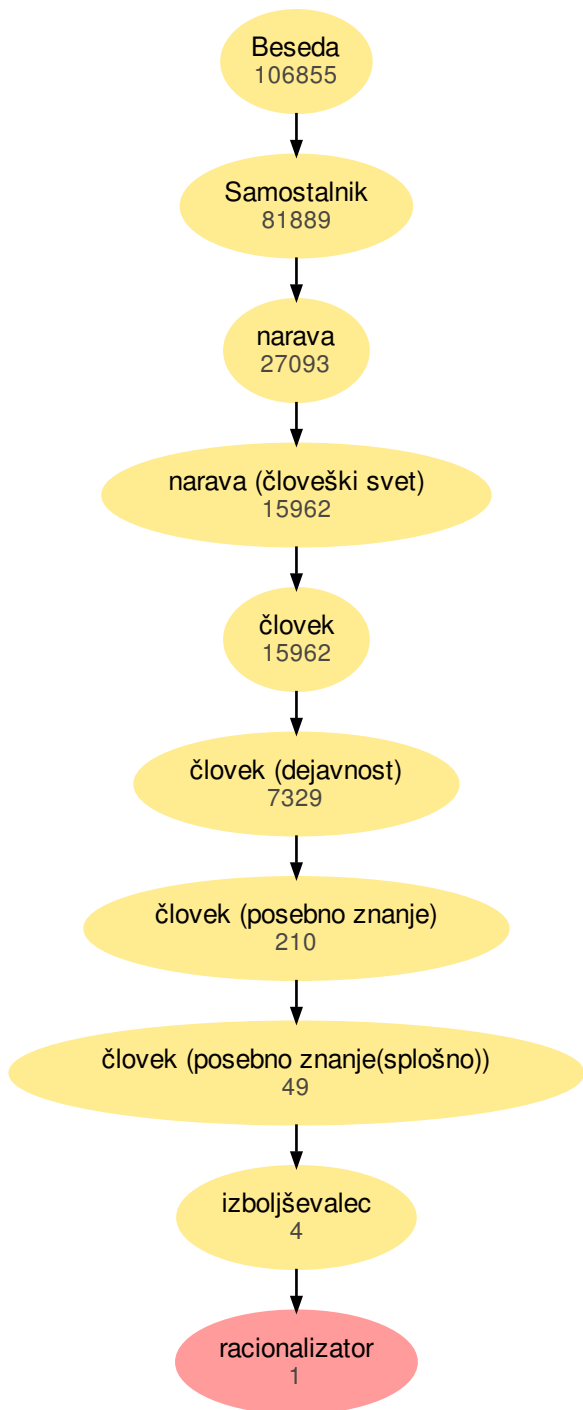 Beseda
106855
Samostalnik
81889
narava
27093
narava (človeški svet)
15962
človek
15962
človek (dejavnost)
7329
človek (posebno znanje)
210
človek (posebno znanje(splošno))
49
izboljševalec
4
racionalizator
1